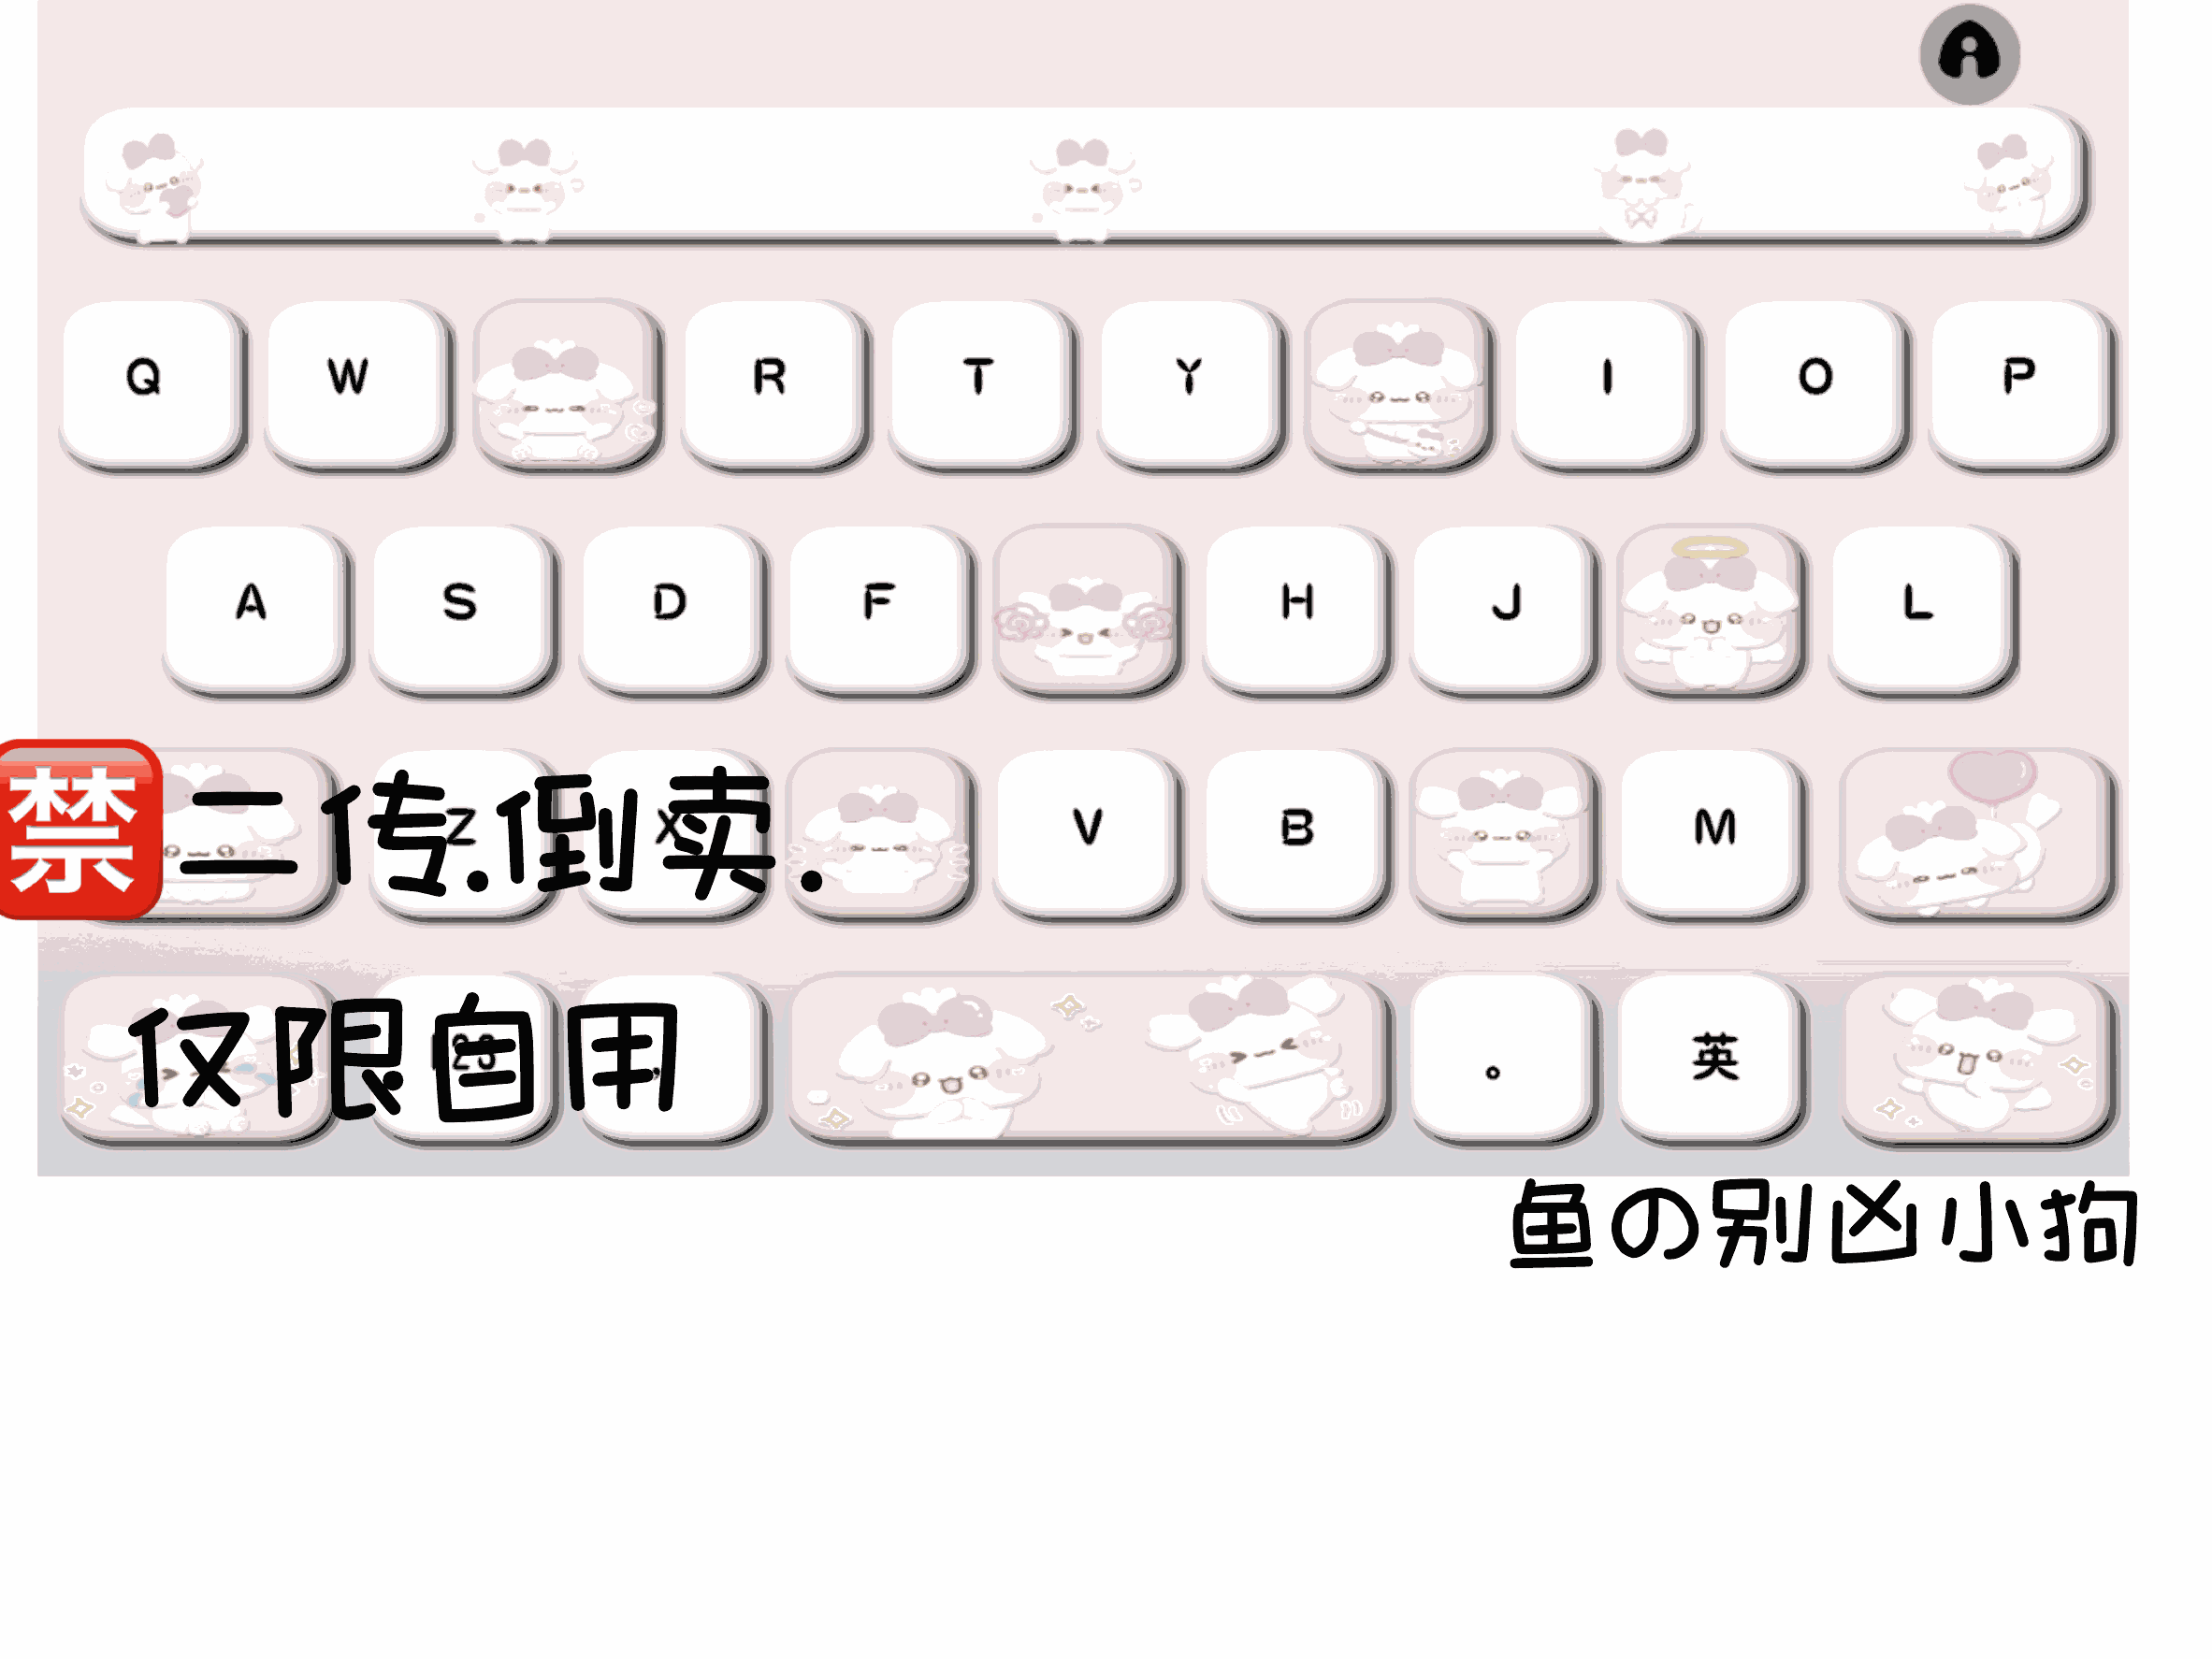 Q W R T Y I O P
A S D F H J L
Z X V B M
禁二传.倒卖.
。 英
仅限自用
鱼の别凶小狗